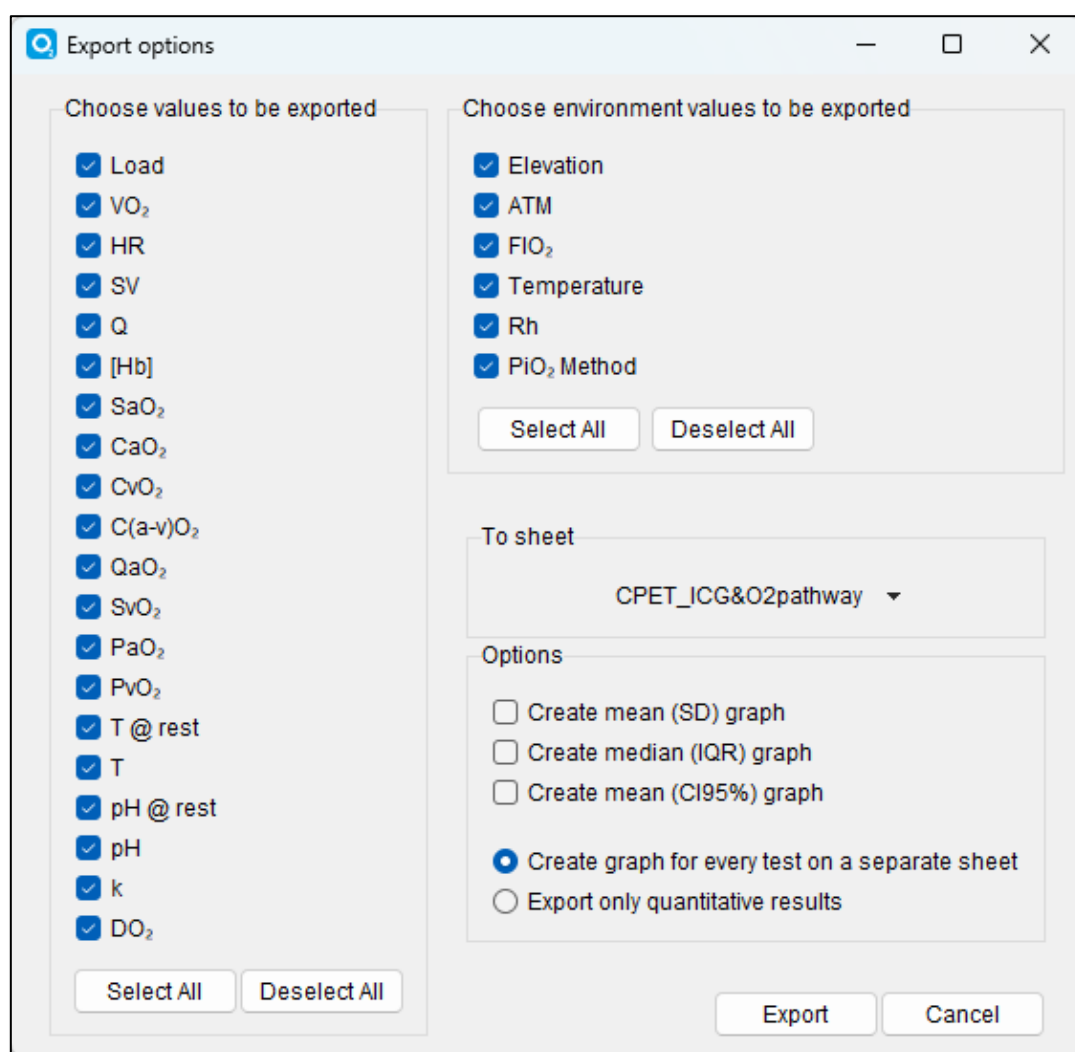 O₂ Export options
Choose values to be exported
Load
VO₂
HR
SV
Q
[Hb]
SaO₂
CaO₂
CvO₂
C(a-v)O₂
QaO₂
SvO₂
PaO₂
PvO₂
T @ rest
T
pH @ rest
pH
k
DO₂
Select All Deselect All
Choose environment values to be exported
Elevation
ATM
FIO₂
Temperature
Rh
PiO₂ Method
Select All Deselect All
To sheet
CPET_ICG&O2pathway
Options
Create mean (SD) graph
Create median (IQR) graph
Create mean (CI95%) graph
Create graph for every test on a separate sheet
Export only quantitative results
Export Cancel